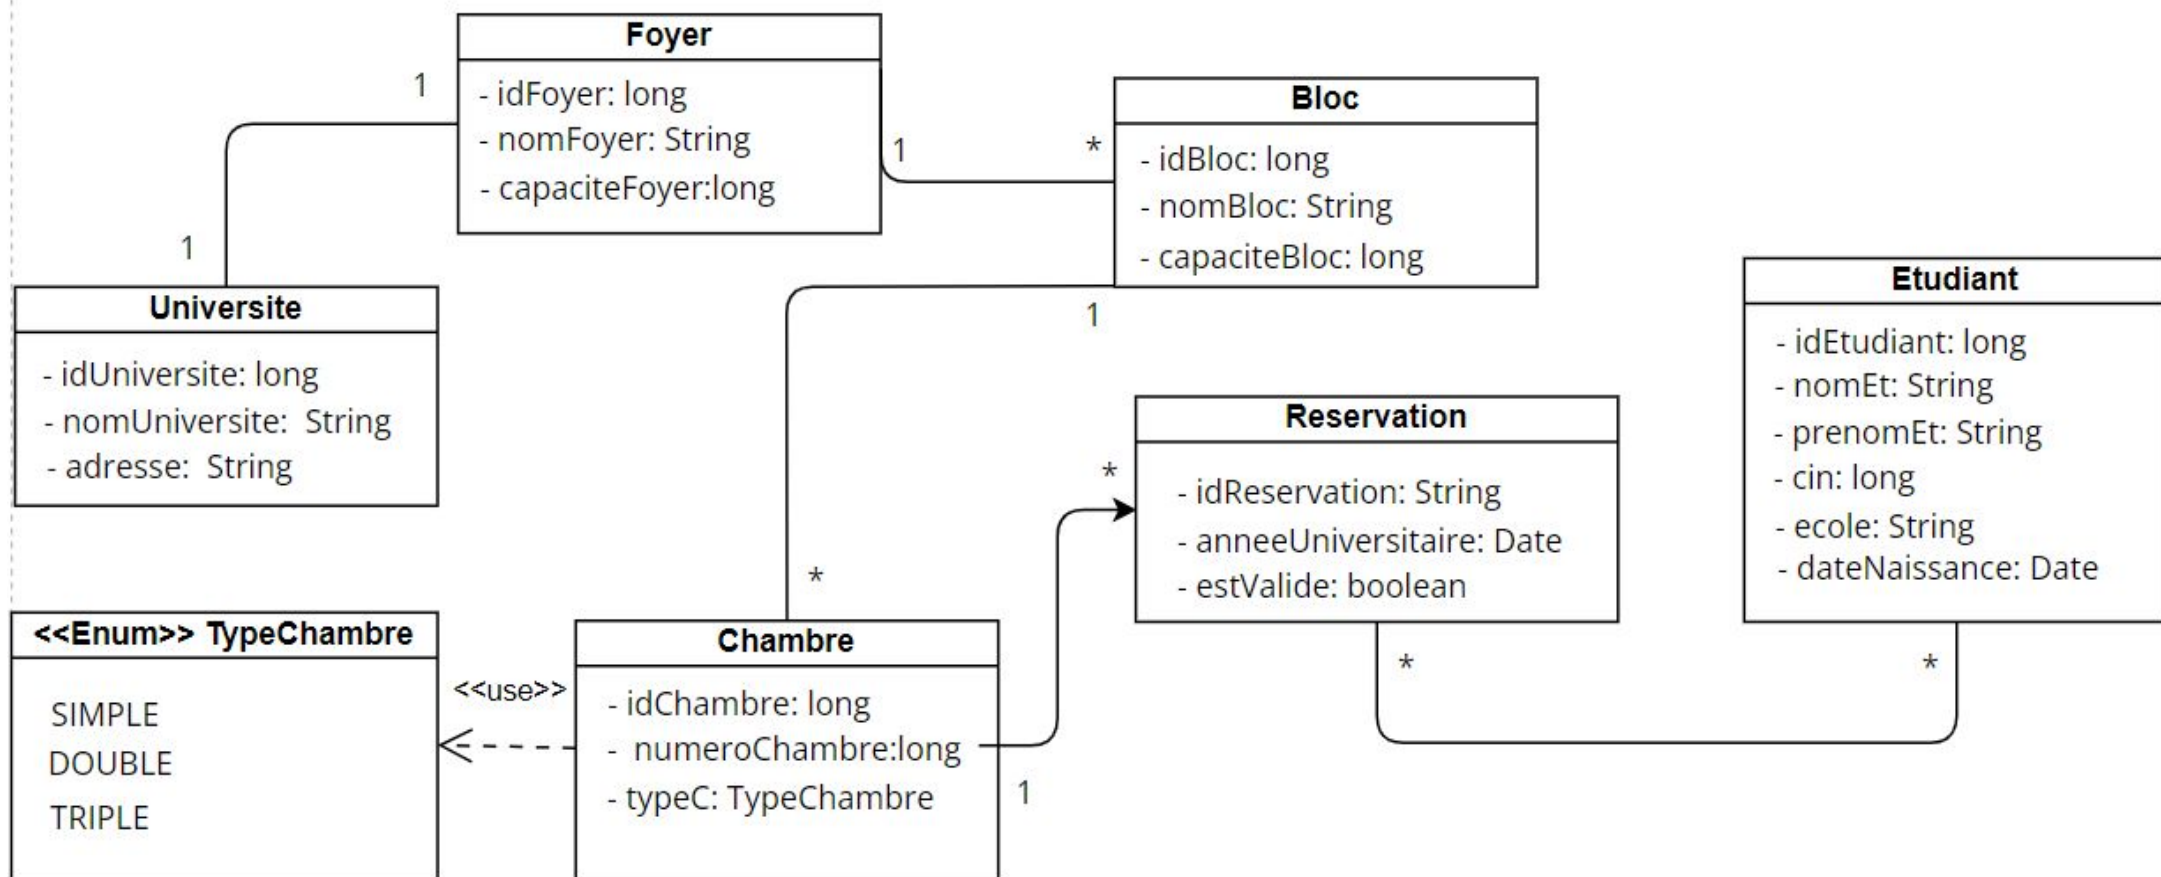 Foyer
- idFoyer: long
- nomFoyer: String
- capaciteFoyer:long
1
1
1
*
Bloc
- idBloc: long
- nomBloc: String
- capaciteBloc: long
1
*
Universite
- idUniversite: long
- nomUniversite:  String
- adresse:  String
Etudiant
- idEtudiant: long
- nomEt: String
- prenomEt: String
- cin: long
- ecole: String
- dateNaissance: Date
Reservation
- idReservation: String
- anneeUniversitaire: Date
- estValide: boolean
*
*
*
<<Enum>> TypeChambre
SIMPLE
DOUBLE
TRIPLE
<<use>>
Chambre
- idChambre: long
-  numeroChambre:long
- typeC: TypeChambre
1